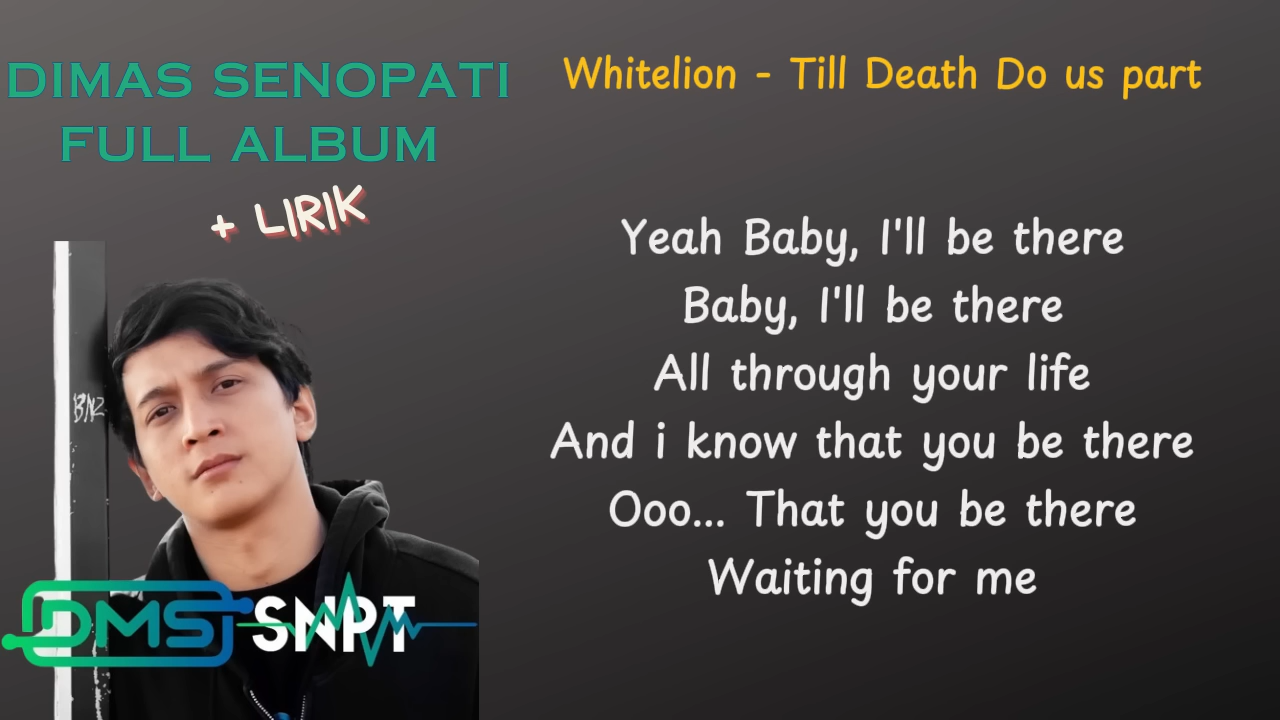 DIMAS SENOPATI
FULL ALBUM
+ LIRIK
BNZ
DMS SNPT
Whitelion - Till Death Do us part
Yeah Baby, I'll be there
Baby, I'll be there
All through your life
And i know that you be there
Ooo... That you be there
Waiting for me